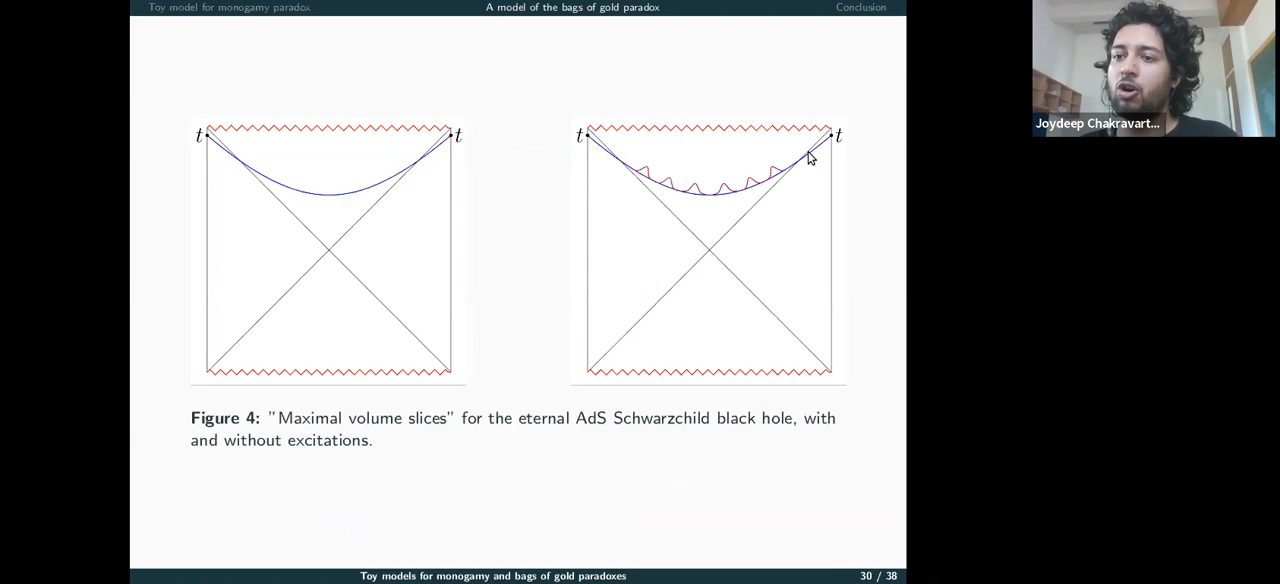 Toy model for monogamy paradox
A model of the bags of gold paradox
Conclusion
Joydeep Chakravart...
t t t t
Figure 4: "Maximal volume slices" for the eternal AdS Schwarzchild black hole, with
and without excitations.
Toy models for monogamy and bags of gold paradoxes
30 / 38